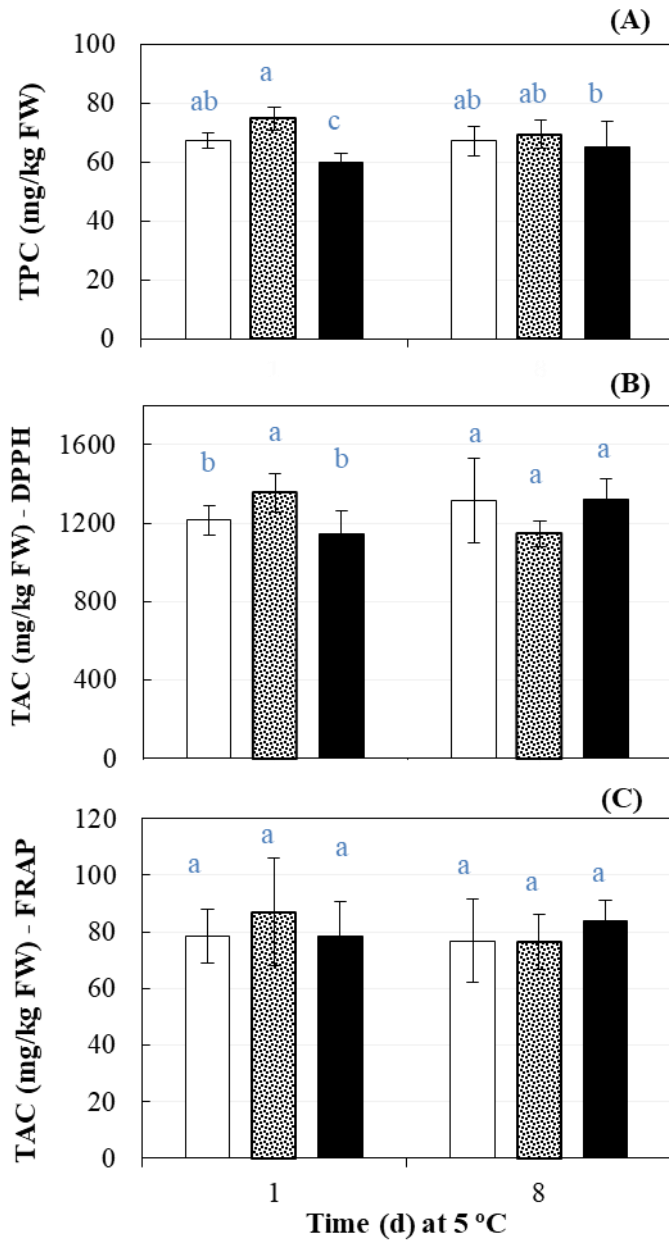 (A)
100
80
60
40
20
0
TPC (mg/kg FW)
ab
a
c
ab
ab
b
(B)
1600
1200
800
400
0
TAC (mg/kg FW) - DPPH
b
a
b
a
a
a
(C)
120
100
80
60
40
20
0
TAC (mg/kg FW) - FRAP
a
a
a
a
a
a
1
8
Time (d) at 5 ºC